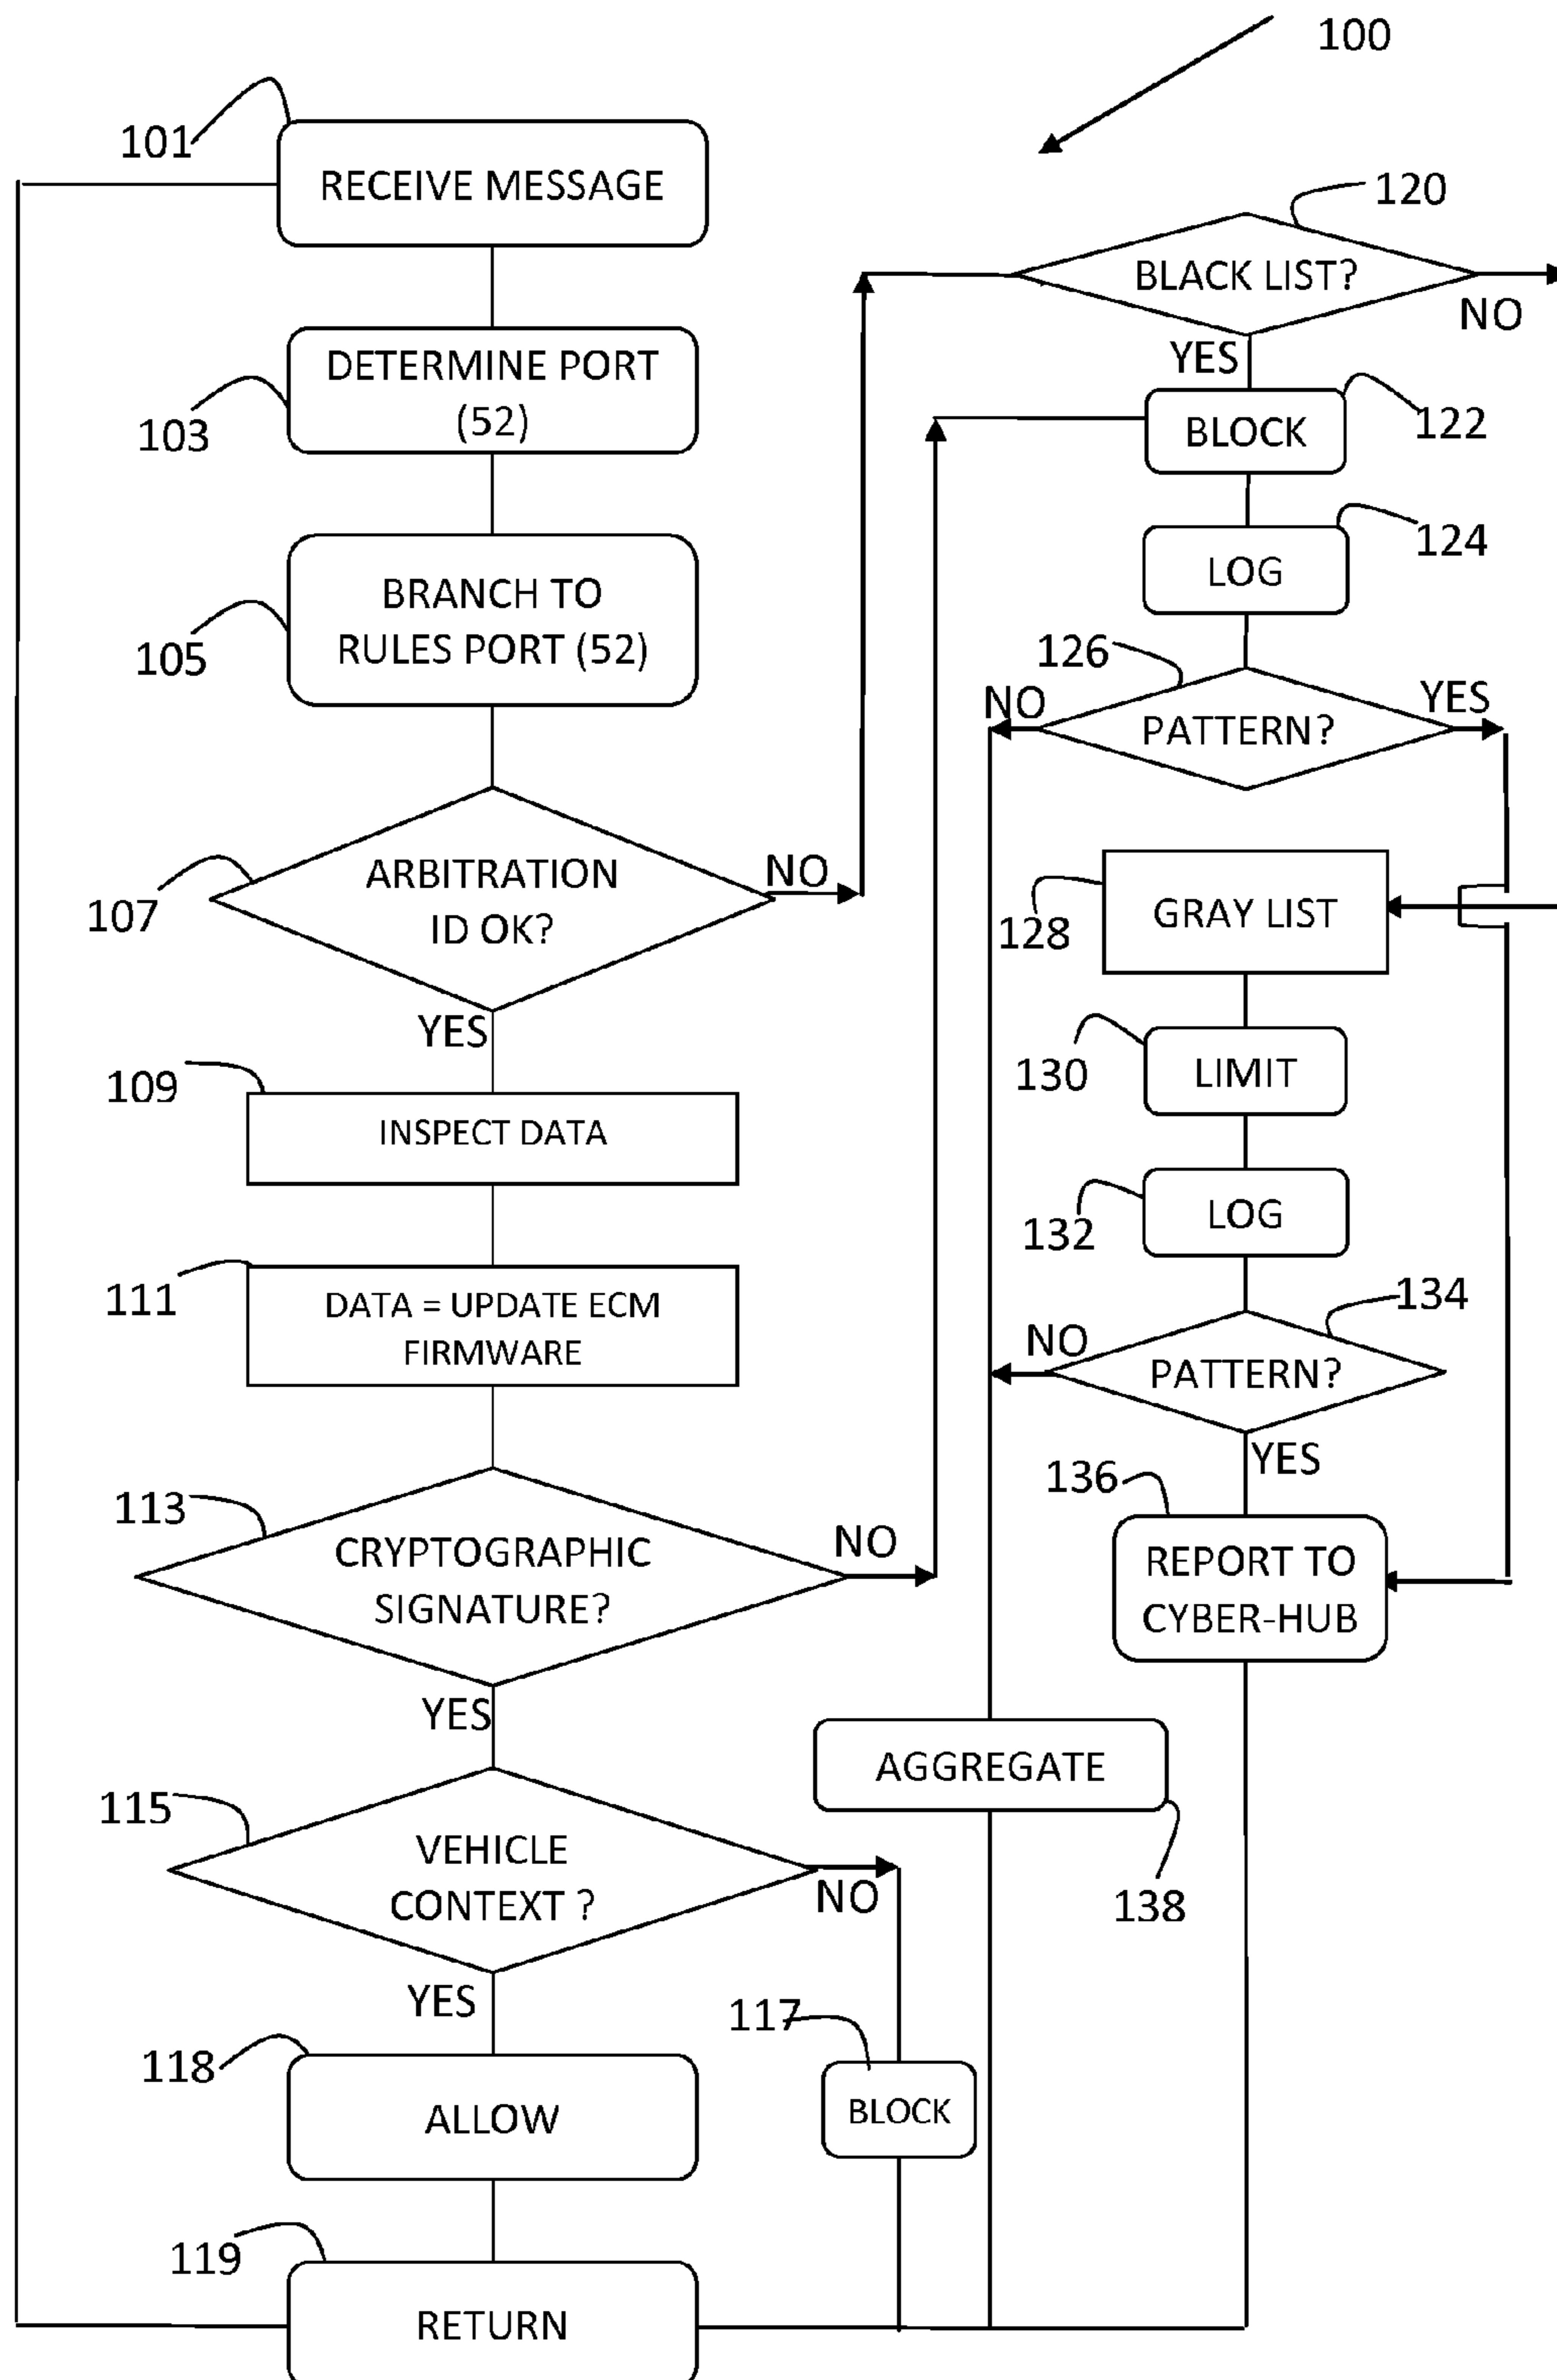 100
101
RECEIVE MESSAGE
103
DETERMINE PORT
(52)
105
BRANCH TO
RULES PORT (52)
107
ARBITRATION
ID OK?
NO
YES
109
INSPECT DATA
111
DATA = UPDATE ECM
FIRMWARE
113
CRYPTOGRAPHIC
SIGNATURE?
NO
YES
115
VEHICLE
CONTEXT ?
NO
YES
117
BLOCK
118
ALLOW
119
RETURN
120
BLACK LIST?
NO
YES
122
BLOCK
124
LOG
126
PATTERN?
NO
YES
128
GRAY LIST
130
LIMIT
132
LOG
134
PATTERN?
NO
YES
136
REPORT TO
CYBER-HUB
AGGREGATE
138